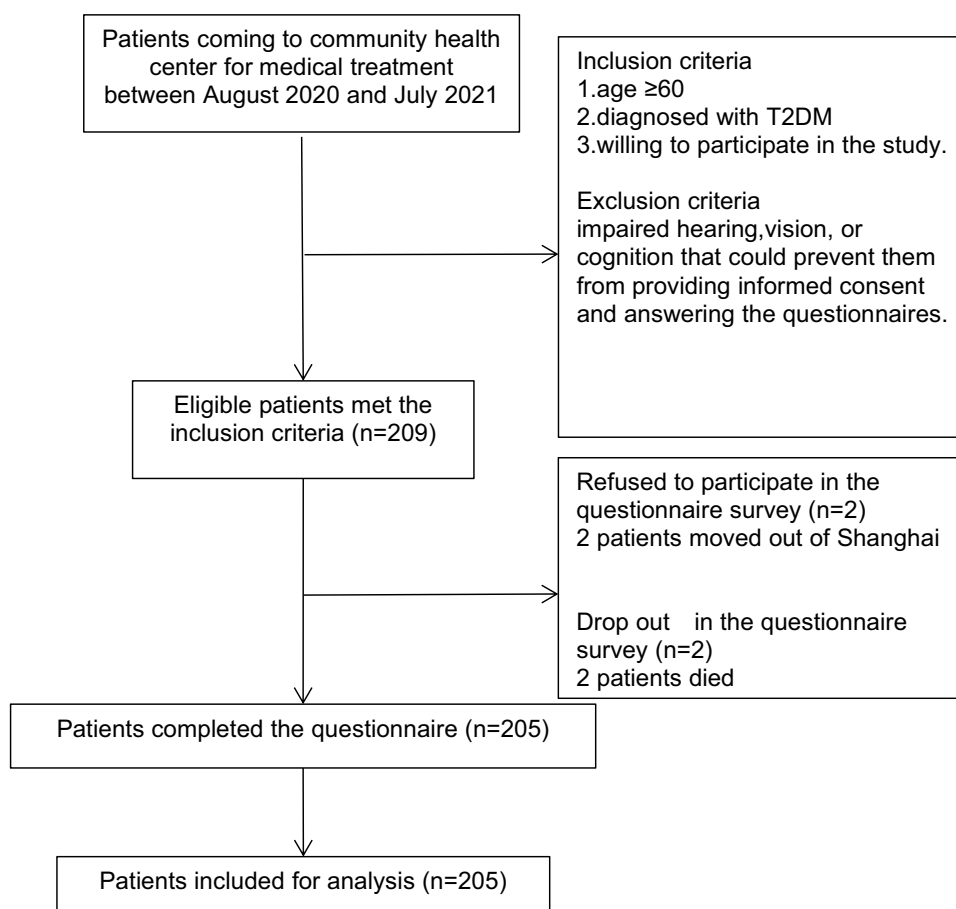 Patients coming to community health
center for medical treatment
between August 2020 and July 2021
Inclusion criteria
1.age ≥60
2.diagnosed with T2DM
3.willing to participate in the study.
Exclusion criteria
impaired hearing,vision, or
cognition that could prevent them
from providing informed consent
and answering the questionnaires.
Eligible patients met the
inclusion criteria (n=209)
Refused to participate in the
questionnaire survey (n=2)
2 patients moved out of Shanghai
Drop out in the questionnaire
survey (n=2)
2 patients died
Patients completed the questionnaire (n=205)
Patients included for analysis (n=205)